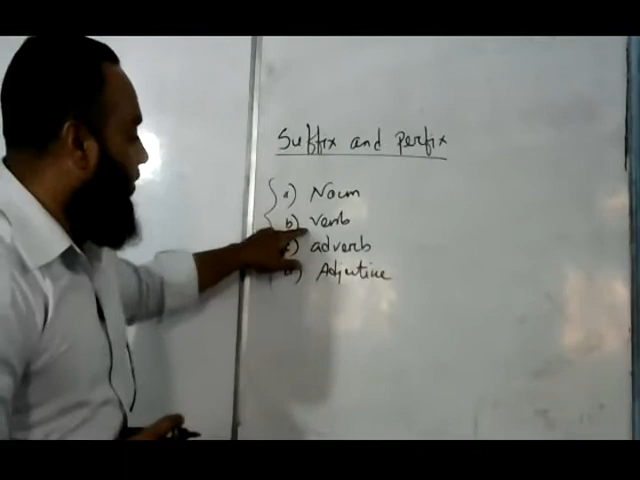 Suffix and perfix
a) Noun
b) verb
c) adverb
d) Adjective